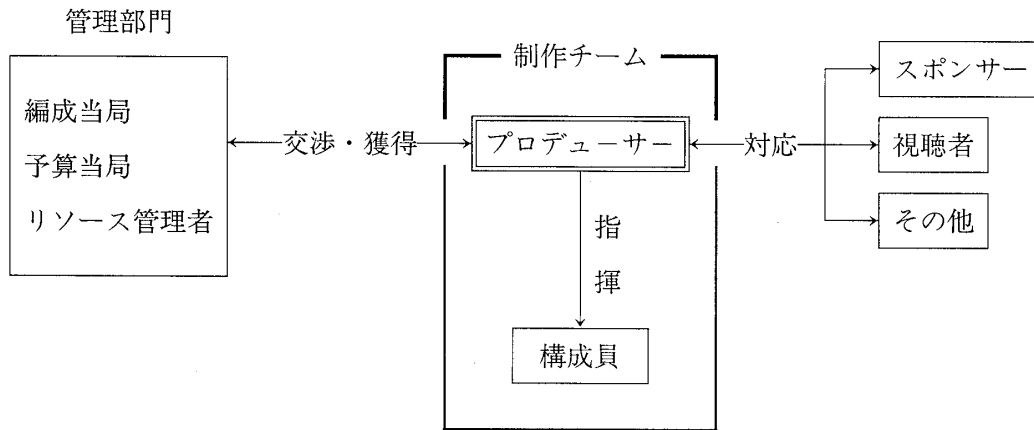 管理部門
編成当局
予算当局
リソース管理者
交渉・獲得
制作チーム
プロデューサー
指
揮
構成員
対応
スポンサー
視聴者
その他